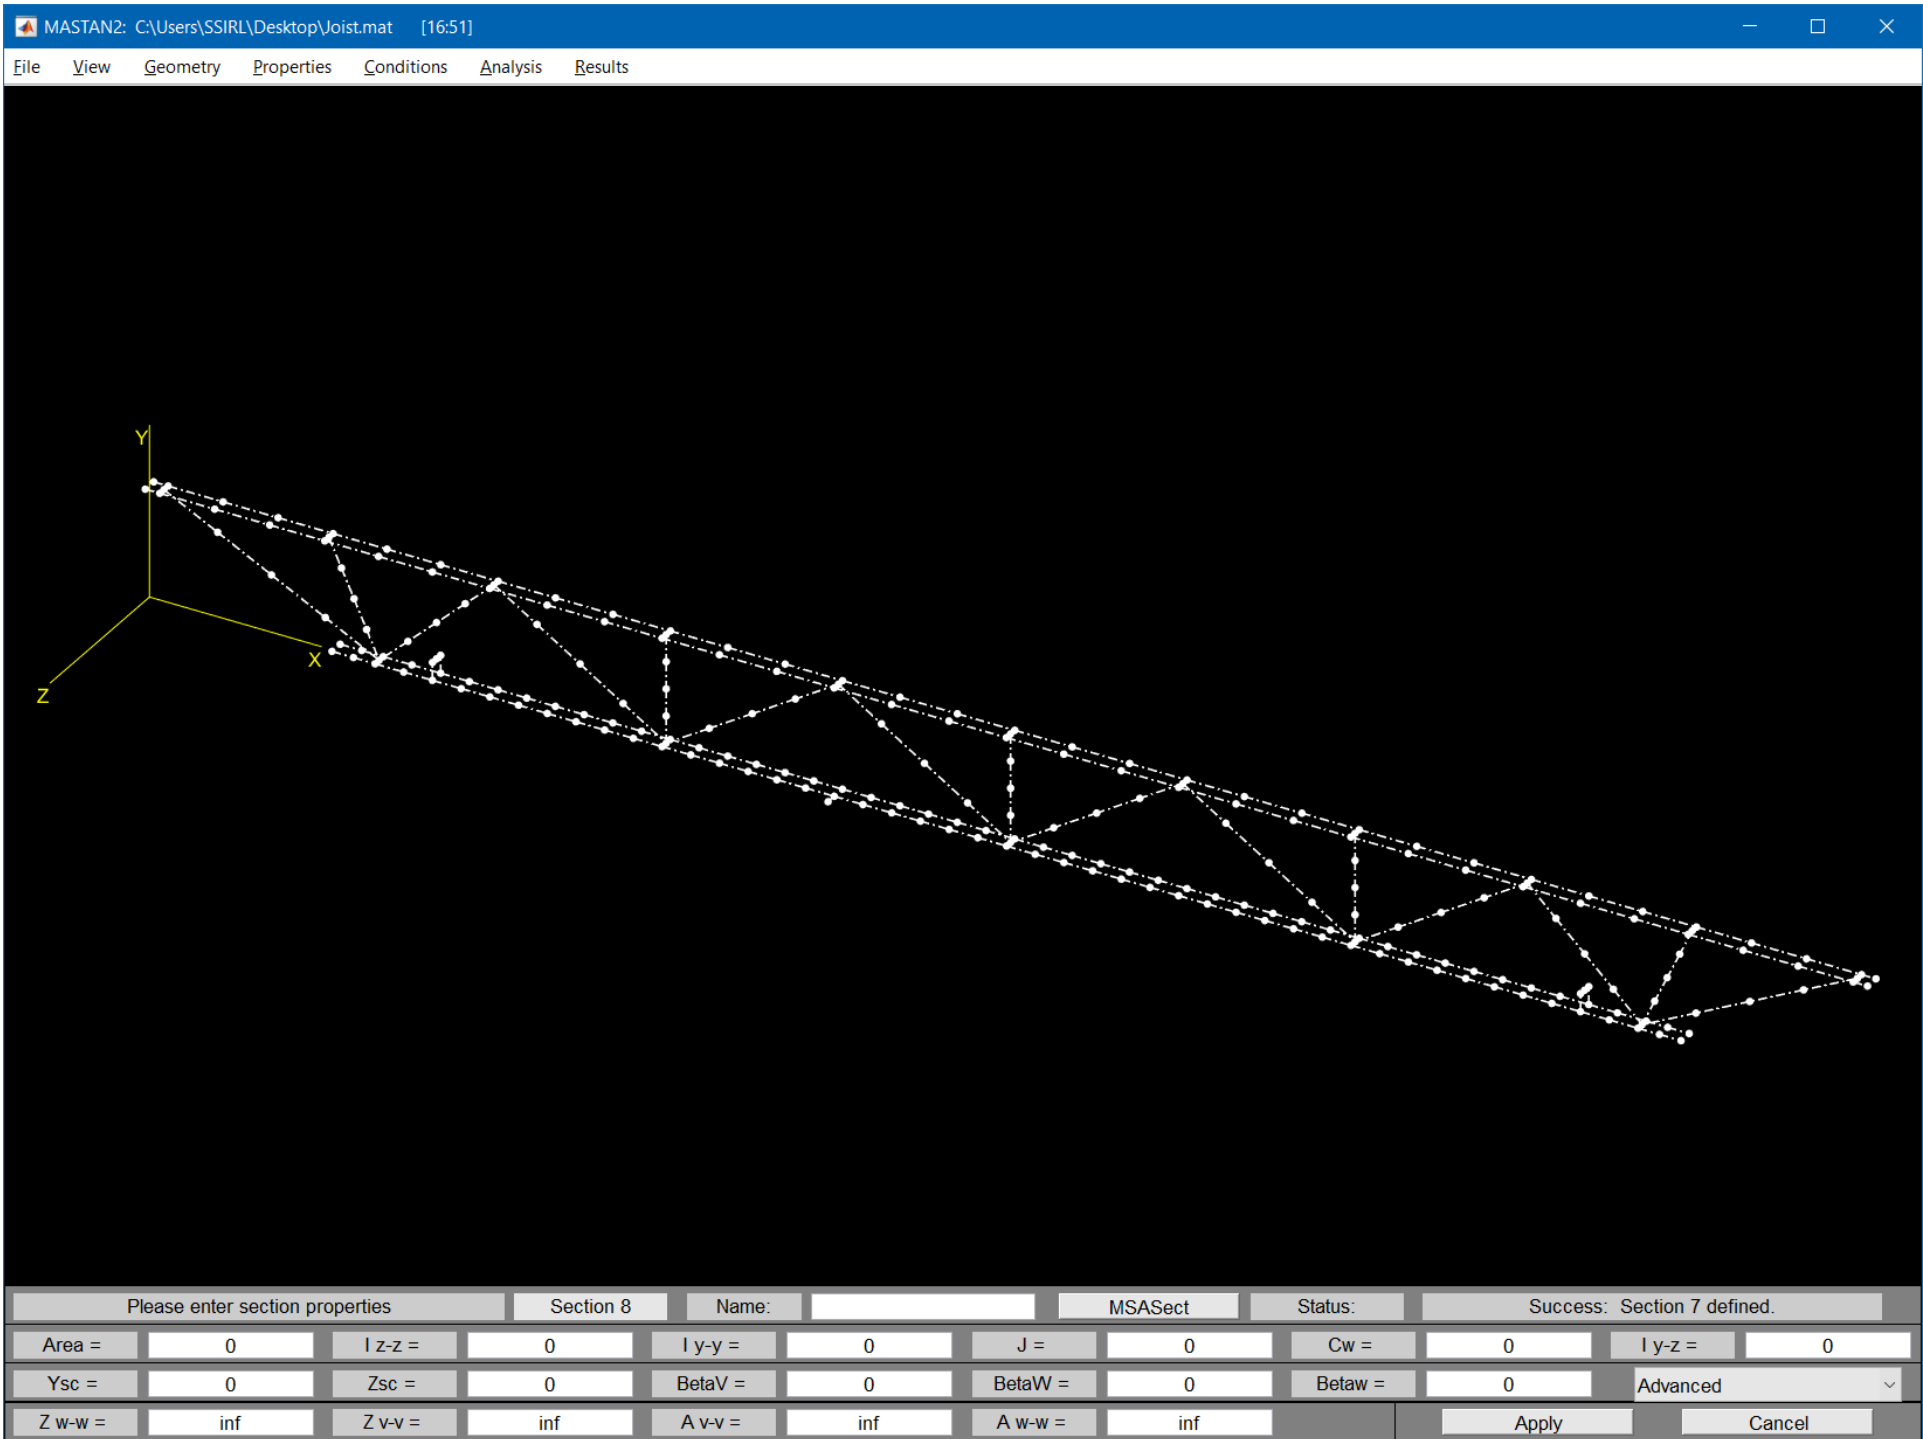 MASTAN2: C:\Users\SSIRL\Desktop\Joist.mat [16:51]
File View Geometry Properties Conditions Analysis Results
Y
X
Z
Please enter section properties Section 8 Name: MSASect Status: Success: Section 7 defined.
Area = 0 I z-z = 0 I y-y = 0 J = 0 Cw = 0 I y-z = 0
Ysc = 0 Zsc = 0 BetaV = 0 BetaW = 0 Betaw = 0 Advanced
Z w-w = inf Z v-v = inf A v-v = inf A w-w = inf Apply Cancel